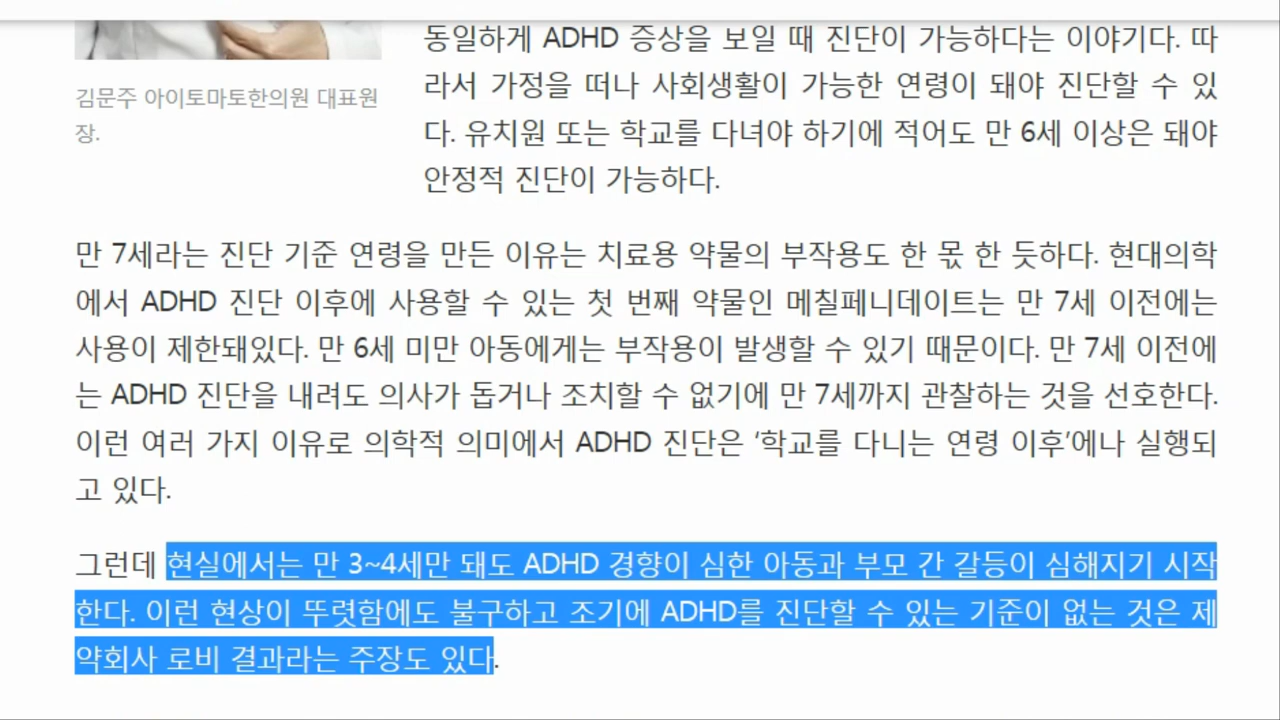 동일하게 ADHD 증상을 보일 때 진단이 가능하다는 이야기다. 따
라서 가정을 떠나 사회생활이 가능한 연령이 돼야 진단할 수 있
다. 유치원 또는 학교를 다녀야 하기에 적어도 만 6세 이상은 돼야
안정적 진단이 가능하다.
김문주 아이토마토한의원 대표원
장.
만 7세라는 진단 기준 연령을 만든 이유는 치료용 약물의 부작용도 한 몫 한 듯하다. 현대의학
에서 ADHD 진단 이후에 사용할 수 있는 첫 번째 약물인 메칠페니데이트는 만 7세 이전에는
사용이 제한돼있다. 만 6세 미만 아동에게는 부작용이 발생할 수 있기 때문이다. 만 7세 이전에
는 ADHD 진단을 내려도 의사가 돕거나 조치할 수 없기에 만 7세까지 관찰하는 것을 선호한다.
이런 여러 가지 이유로 의학적 의미에서 ADHD 진단은 ‘학교를 다니는 연령 이후’에나 실행되
고 있다.
그런데 현실에서는 만 3~4세만 돼도 ADHD 경향이 심한 아동과 부모 간 갈등이 심해지기 시작
한다. 이런 현상이 뚜렷함에도 불구하고 조기에 ADHD를 진단할 수 있는 기준이 없는 것은 제
약회사 로비 결과라는 주장도 있다.